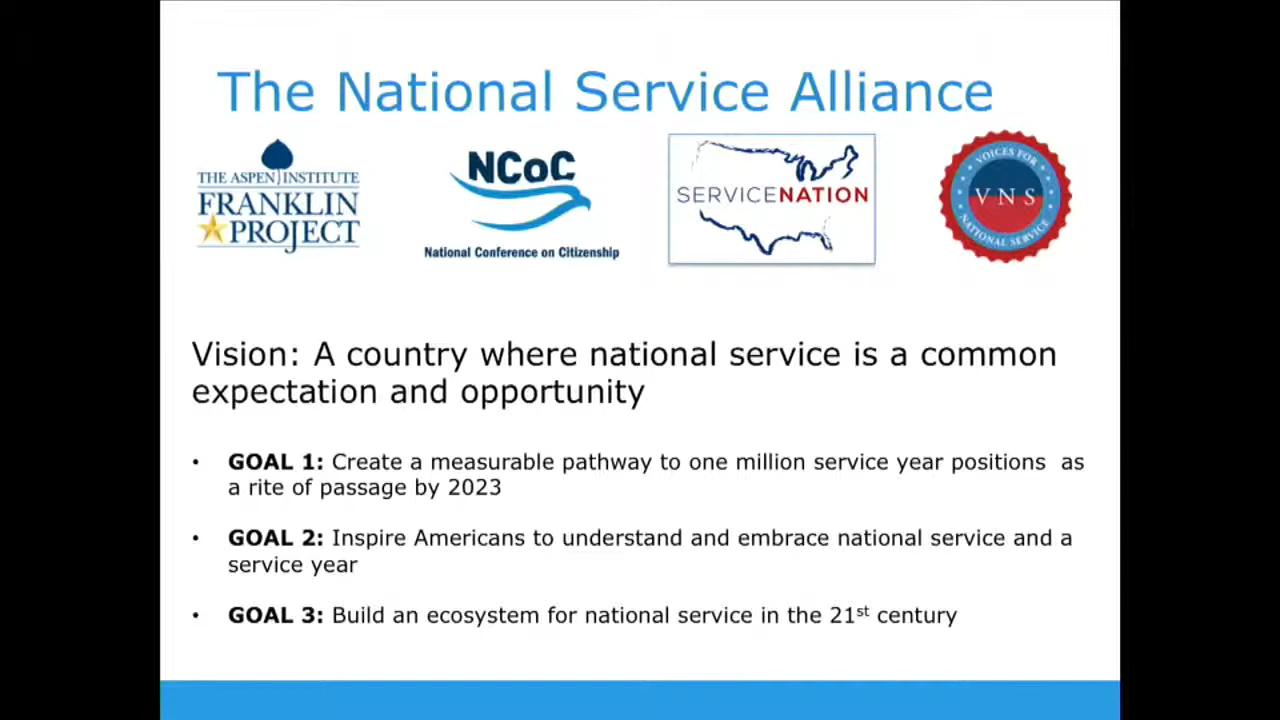 The National Service Alliance
THE ASPEN INSTITUTE
FRANKLIN
PROJECT
NCoC
National Conference on Citizenship
SERVICENATION
VOICES FOR
VNS
NATIONAL SERVICE
Vision: A country where national service is a common
expectation and opportunity
• GOAL 1: Create a measurable pathway to one million service year positions as
a rite of passage by 2023
• GOAL 2: Inspire Americans to understand and embrace national service and a
service year
• GOAL 3: Build an ecosystem for national service in the 21st century